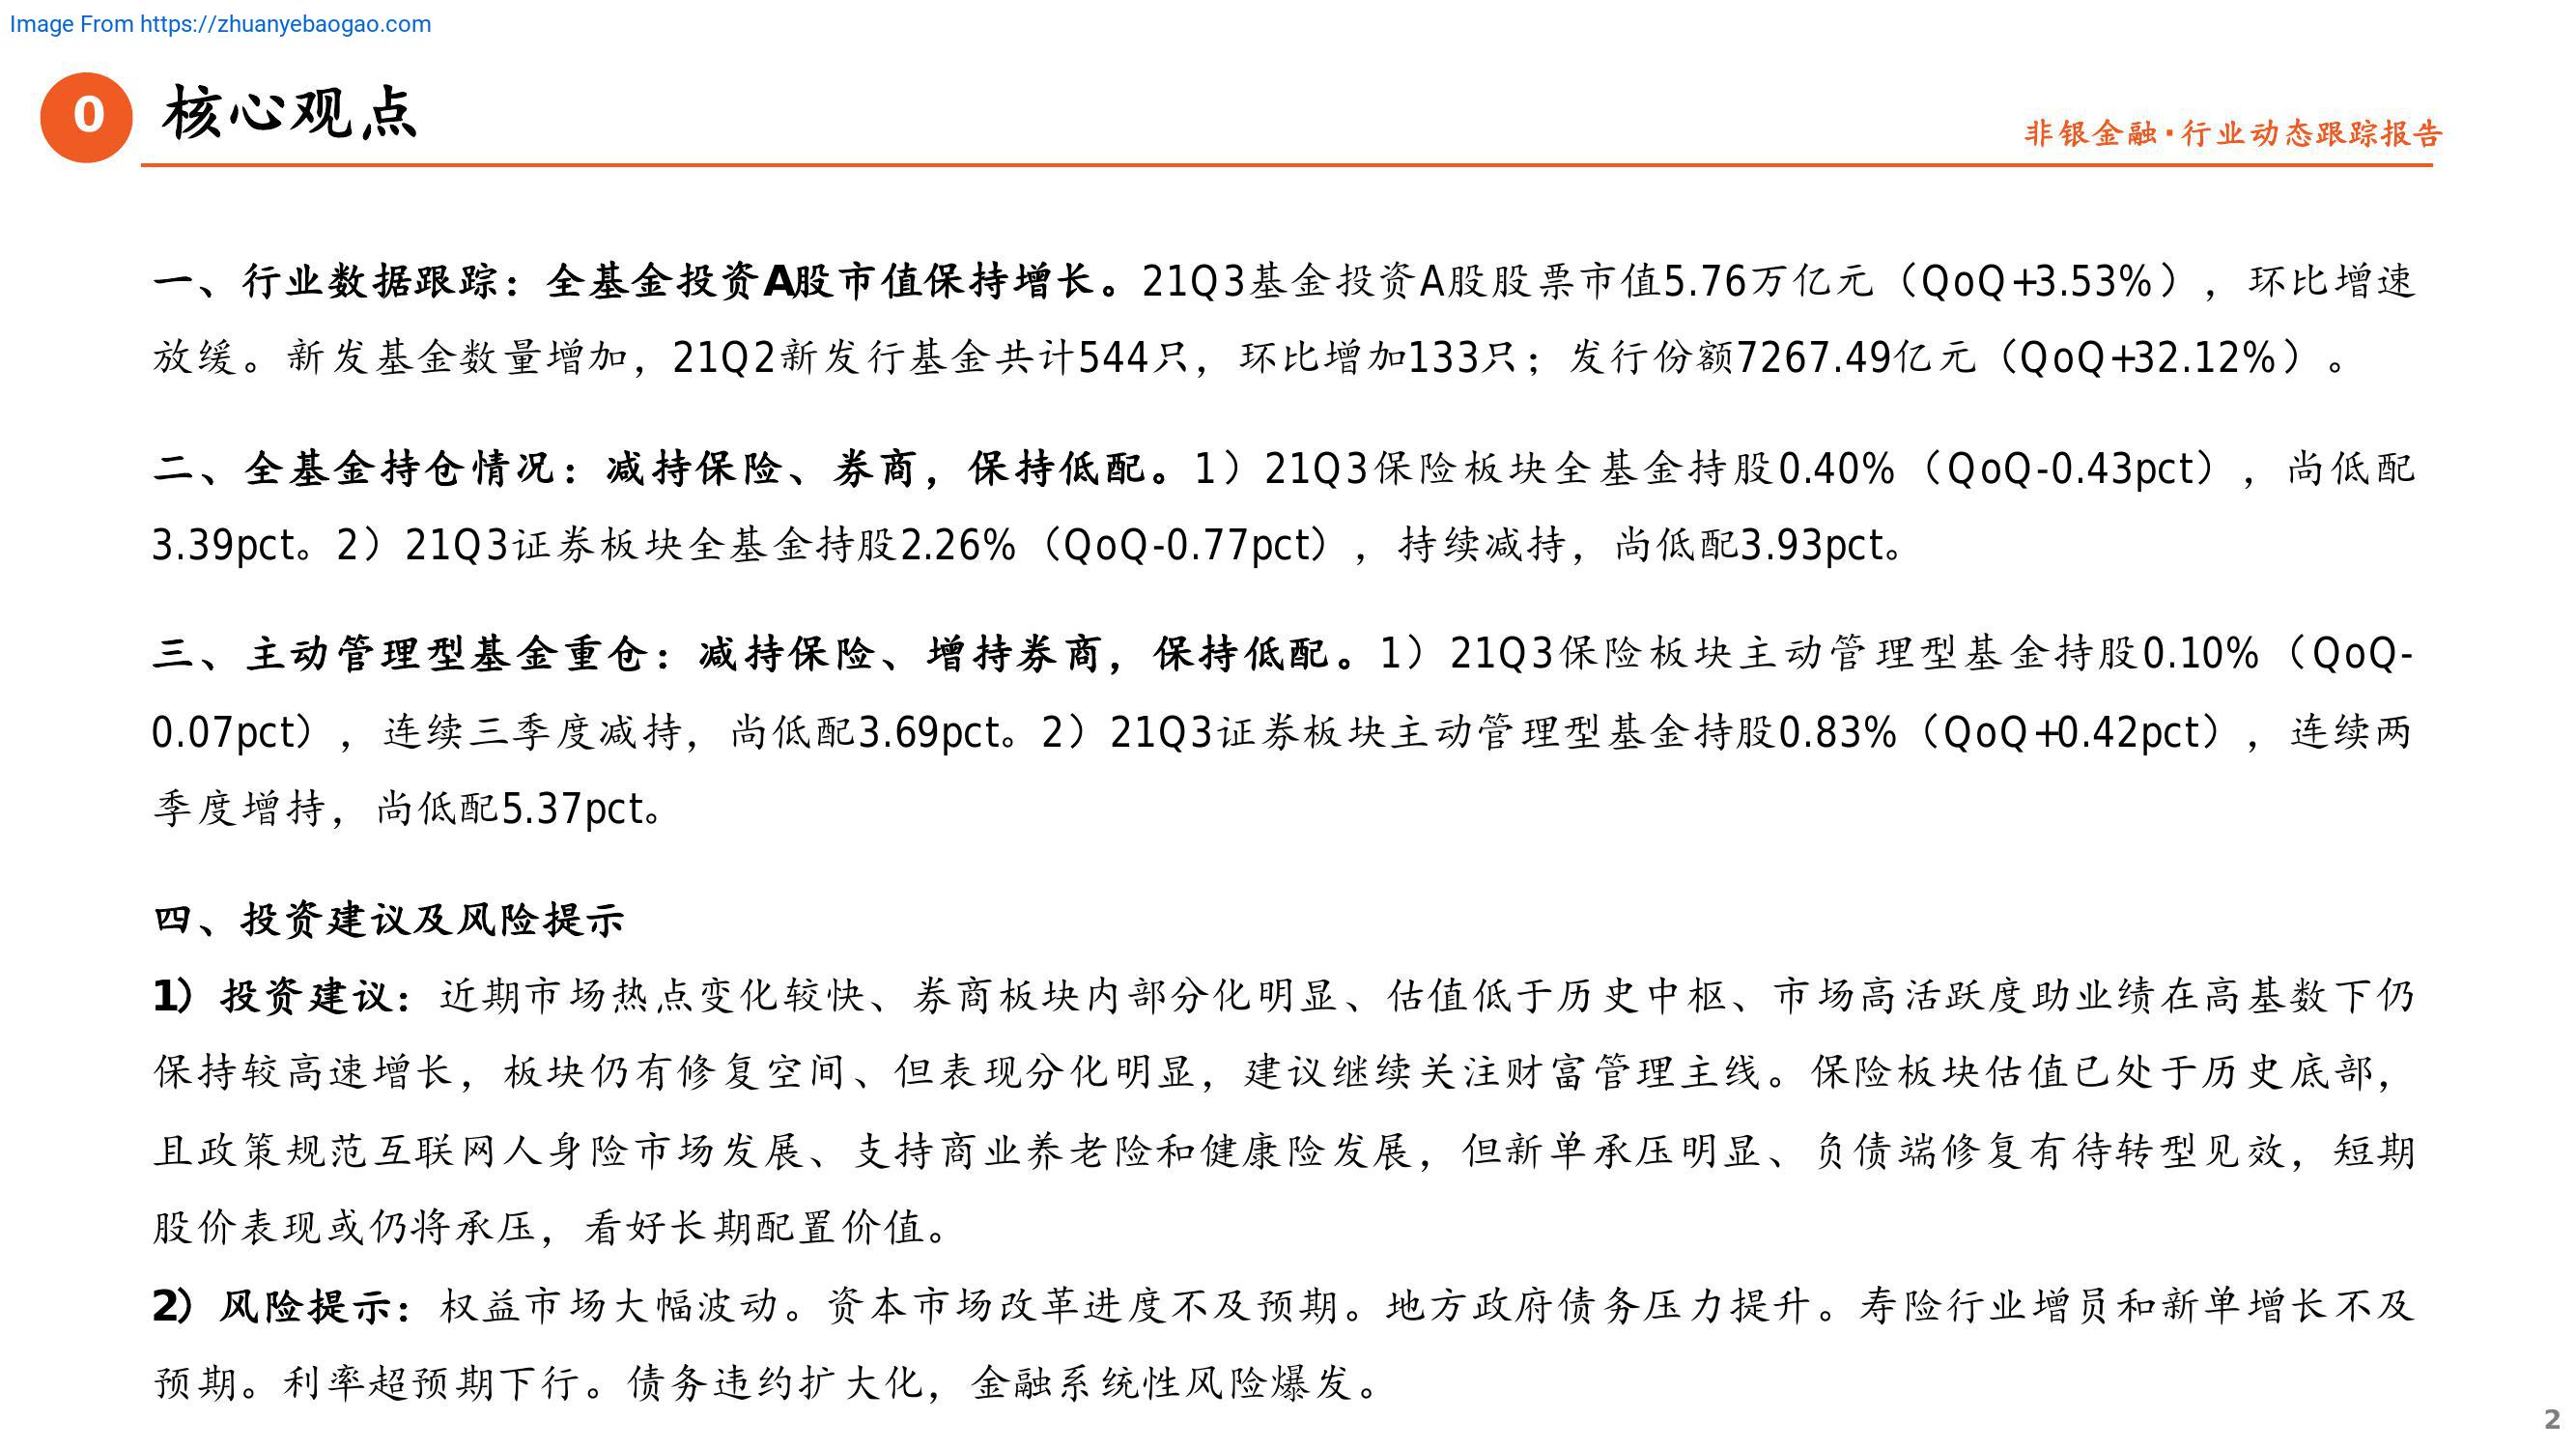 Image From https://zhuanyebaogao.com
0 核心观点
非银金融·行业动态跟踪报告
一、行业数据跟踪：全基金投资A股市值保持增长。21Q3基金投资A股股票市值5.76万亿元（QoQ+3.53%），环比增速
放缓。新发基金数量增加，21Q2新发行基金共计544只，环比增加133只；发行份额7267.49亿元（QoQ+32.12%）。
二、全基金持仓情况：减持保险、券商，保持低配。1）21Q3保险板块全基金持股0.40%（QoQ-0.43pct），尚低配
3.39pct。2）21Q3证券板块全基金持股2.26%（QoQ-0.77pct），持续减持，尚低配3.93pct。
三、主动管理型基金重仓：减持保险、增持券商，保持低配。1）21Q3保险板块主动管理型基金持股0.10%（QoQ-
0.07pct），连续三季度减持，尚低配3.69pct。2）21Q3证券板块主动管理型基金持股0.83%（QoQ+0.42pct），连续两
季度增持，尚低配5.37pct。
四、投资建议及风险提示
1）投资建议：近期市场热点变化较快、券商板块内部分化明显、估值低于历史中枢、市场高活跃度助业绩在高基数下仍
保持较高速增长，板块仍有修复空间、但表现分化明显，建议继续关注财富管理主线。保险板块估值已处于历史底部，
且政策规范互联网人身险市场发展、支持商业养老险和健康险发展，但新单承压明显、负债端修复有待转型见效，短期
股价表现或仍将承压，看好长期配置价值。
2）风险提示：权益市场大幅波动。资本市场改革进度不及预期。地方政府债务压力提升。寿险行业增员和新单增长不及
预期。利率超预期下行。债务违约扩大化，金融系统性风险爆发。
2